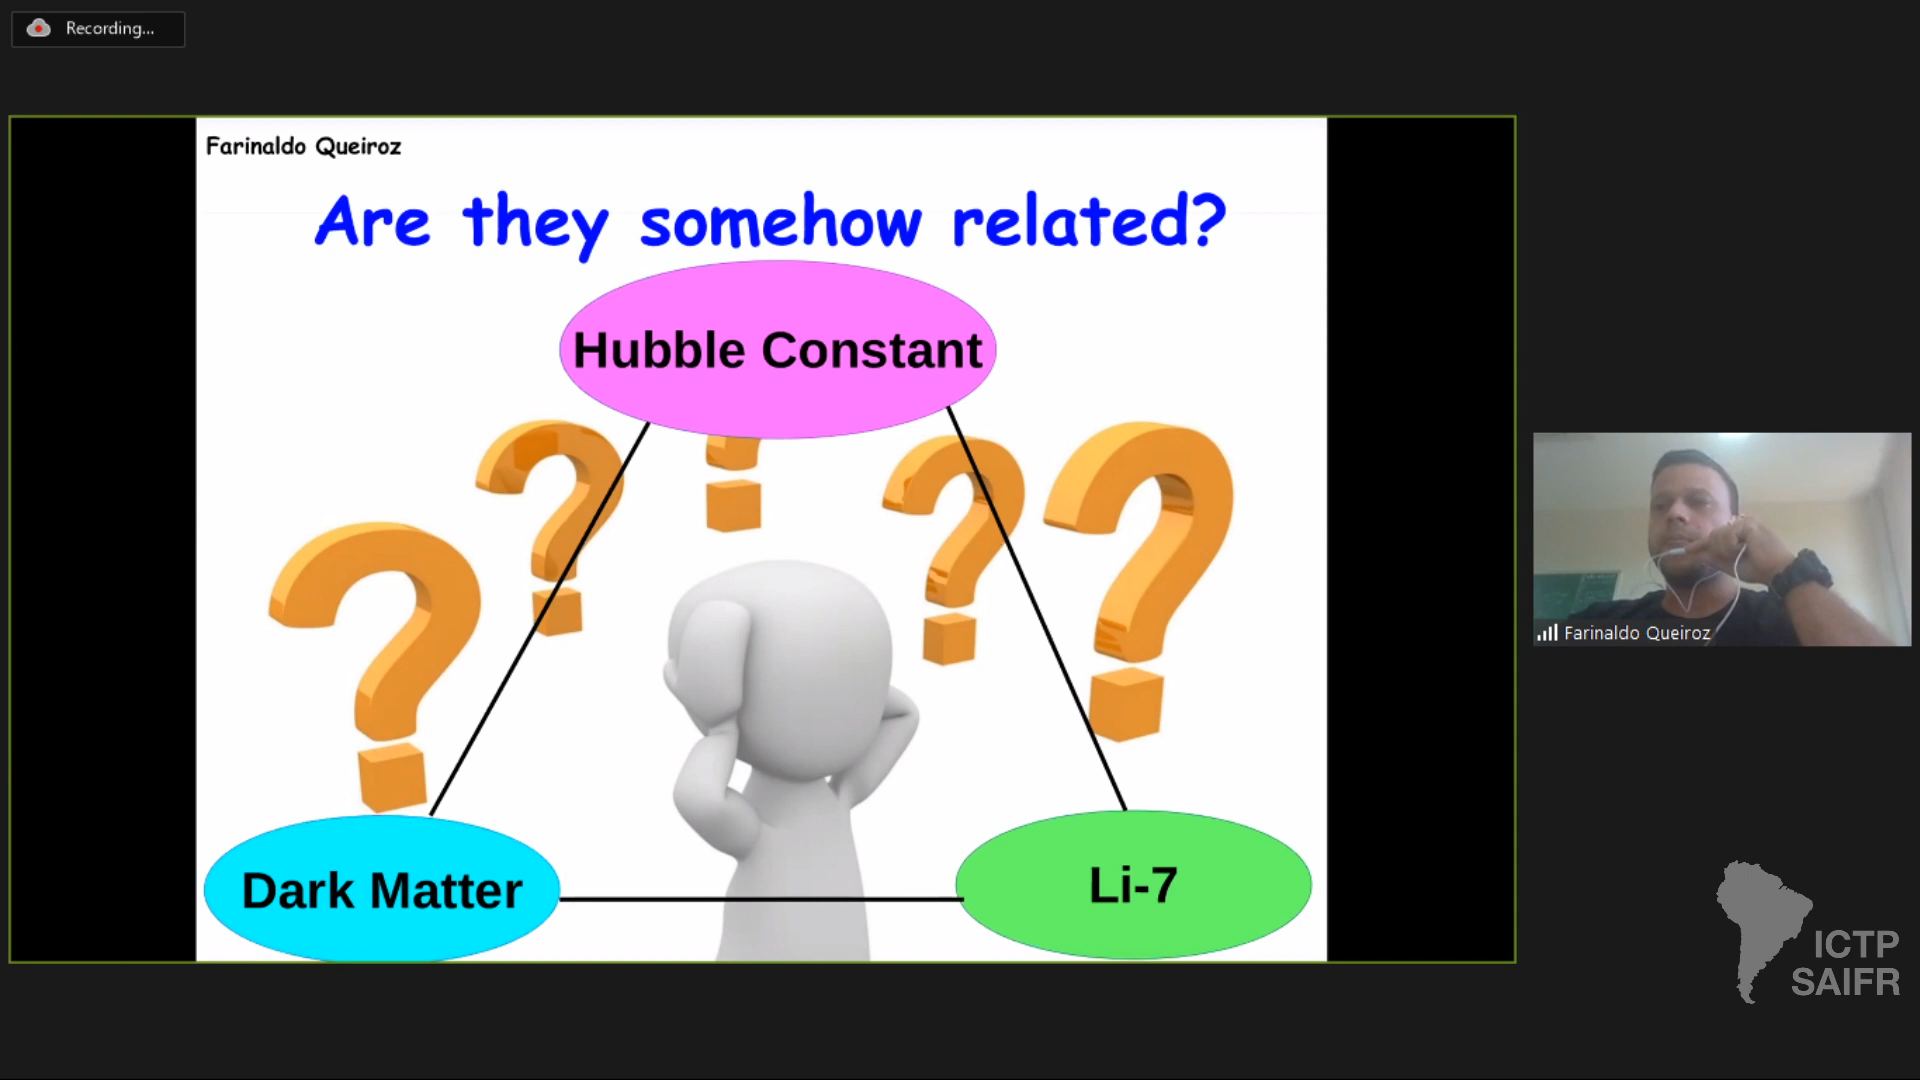 Recording...
Farinaldo Queiroz
Are they somehow related?
Hubble Constant
Dark Matter
Li-7
Farinaldo Queiroz
ICTP
SAIFR